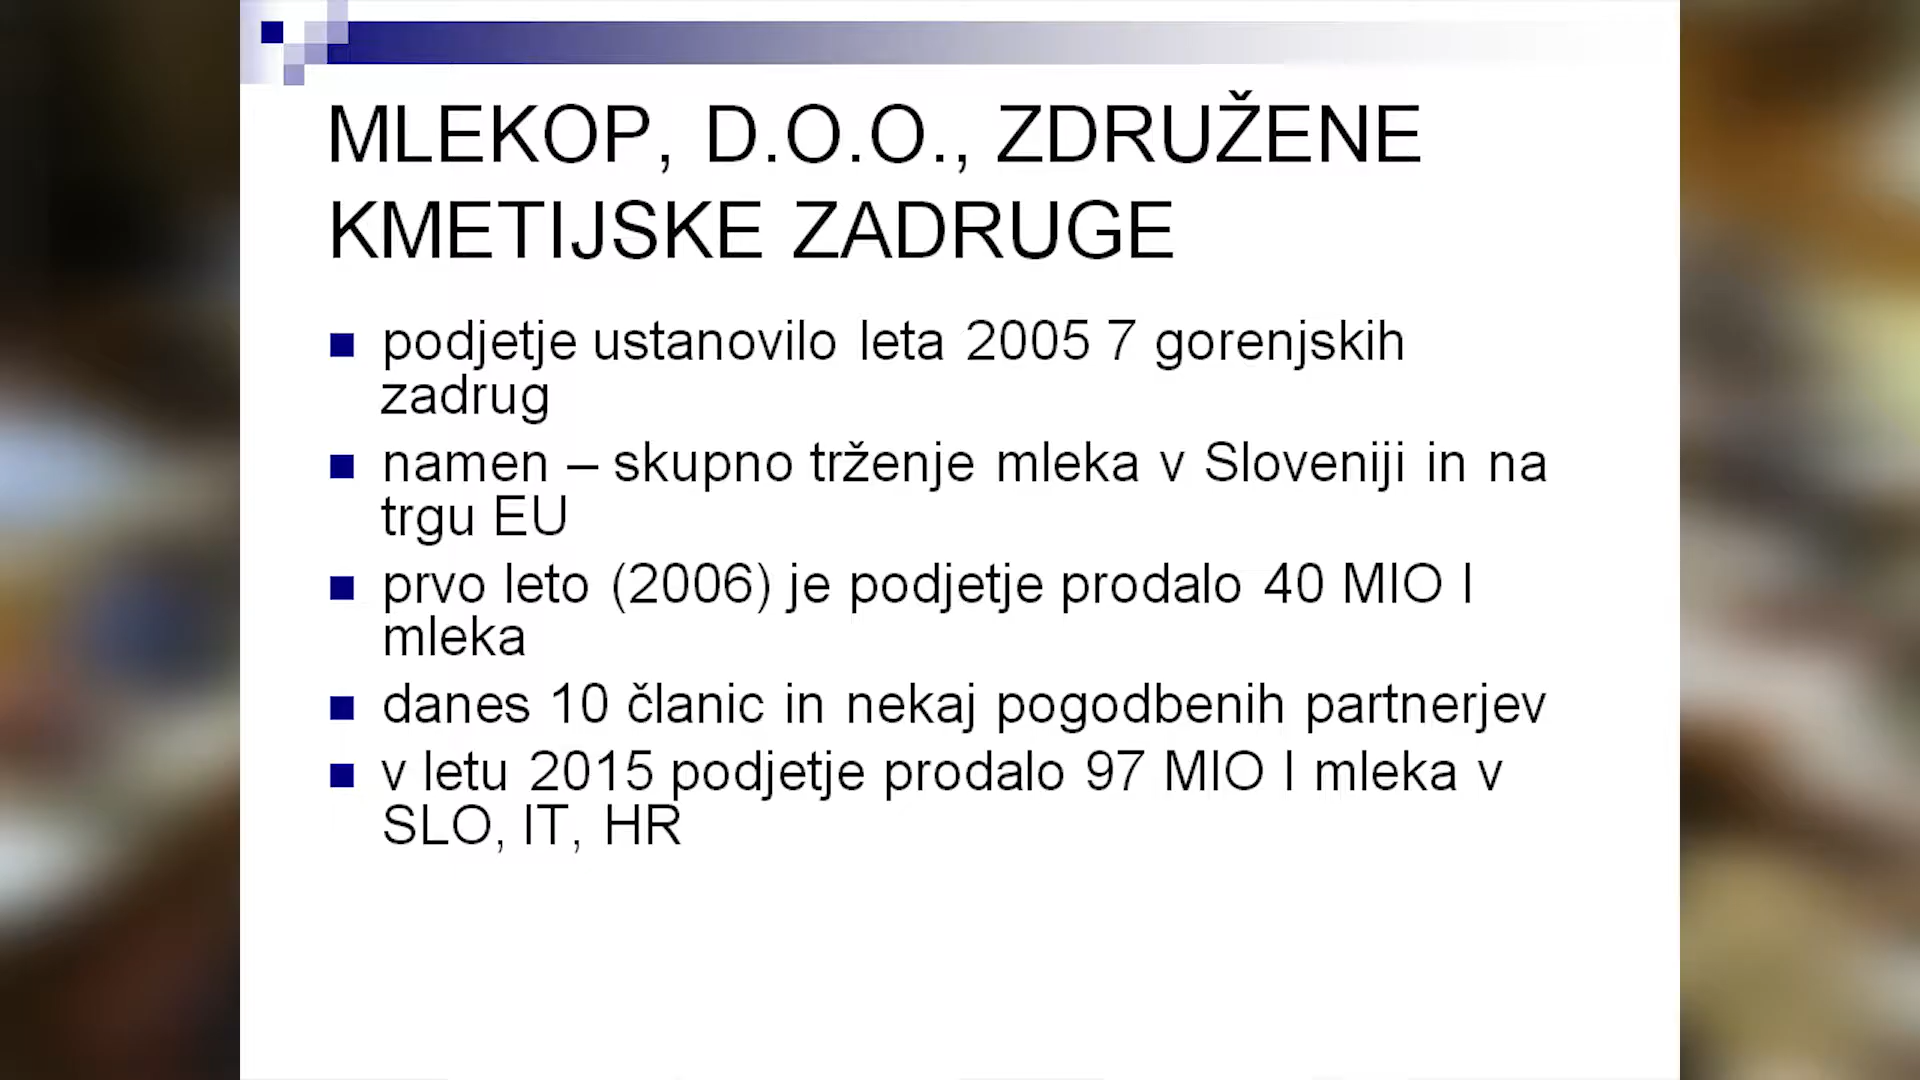 MLEKOP, D.O.O., ZDRUŽENE
KMETIJSKE ZADRUGE
podjetje ustanovilo leta 2005 7 gorenjskih
zadrug
namen – skupno trženje mleka v Sloveniji in na
trgu EU
prvo leto (2006) je podjetje prodalo 40 MIO l
mleka
danes 10 članic in nekaj pogodbenih partnerjev
v letu 2015 podjetje prodalo 97 MIO l mleka v
SLO, IT, HR